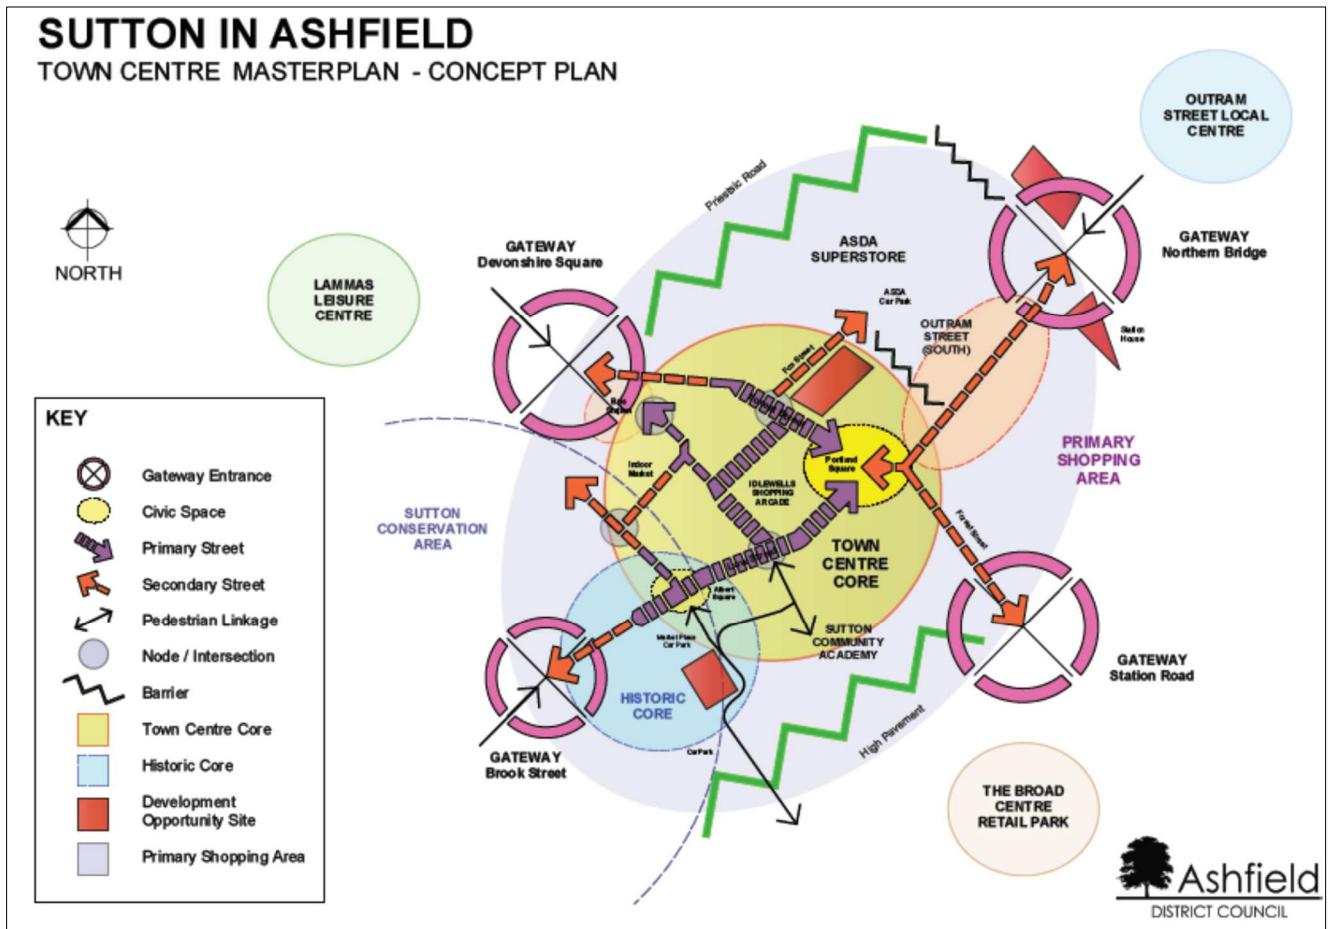 SUTTON IN ASHFIELD
TOWN CENTRE MASTERPLAN - CONCEPT PLAN
OUTRAM
STREET LOCAL
CENTRE
Priestsic Road
NORTH
GATEWAY
Devonshire Square
ASDA
SUPERSTORE
GATEWAY
Northern Bridge
LAMMAS
LEISURE
CENTRE
ASDA
Car Park
OUTRAM
STREET
(SOUTH)
Station
House
Fox Street
KEY
Gateway Entrance
Civic Space
Primary Street
Secondary Street
Pedestrian Linkage
Node / Intersection
Barrier
Town Centre Core
Historic Core
Development
Opportunity Site
Primary Shopping Area
Bus
Station
Indoor
Market
Portland
Square
IDLEWELLS
SHOPPING
ARCADE
PRIMARY
SHOPPING
AREA
SUTTON
CONSERVATION
AREA
Forest Street
TOWN
CENTRE
CORE
Albert
Square
Market Place
Car Park
SUTTON
COMMUNITY
ACADEMY
GATEWAY
Station Road
HISTORIC
CORE
Car Park
High Pavement
GATEWAY
Brook Street
THE BROAD
CENTRE
RETAIL PARK
Ashfield
DISTRICT COUNCIL